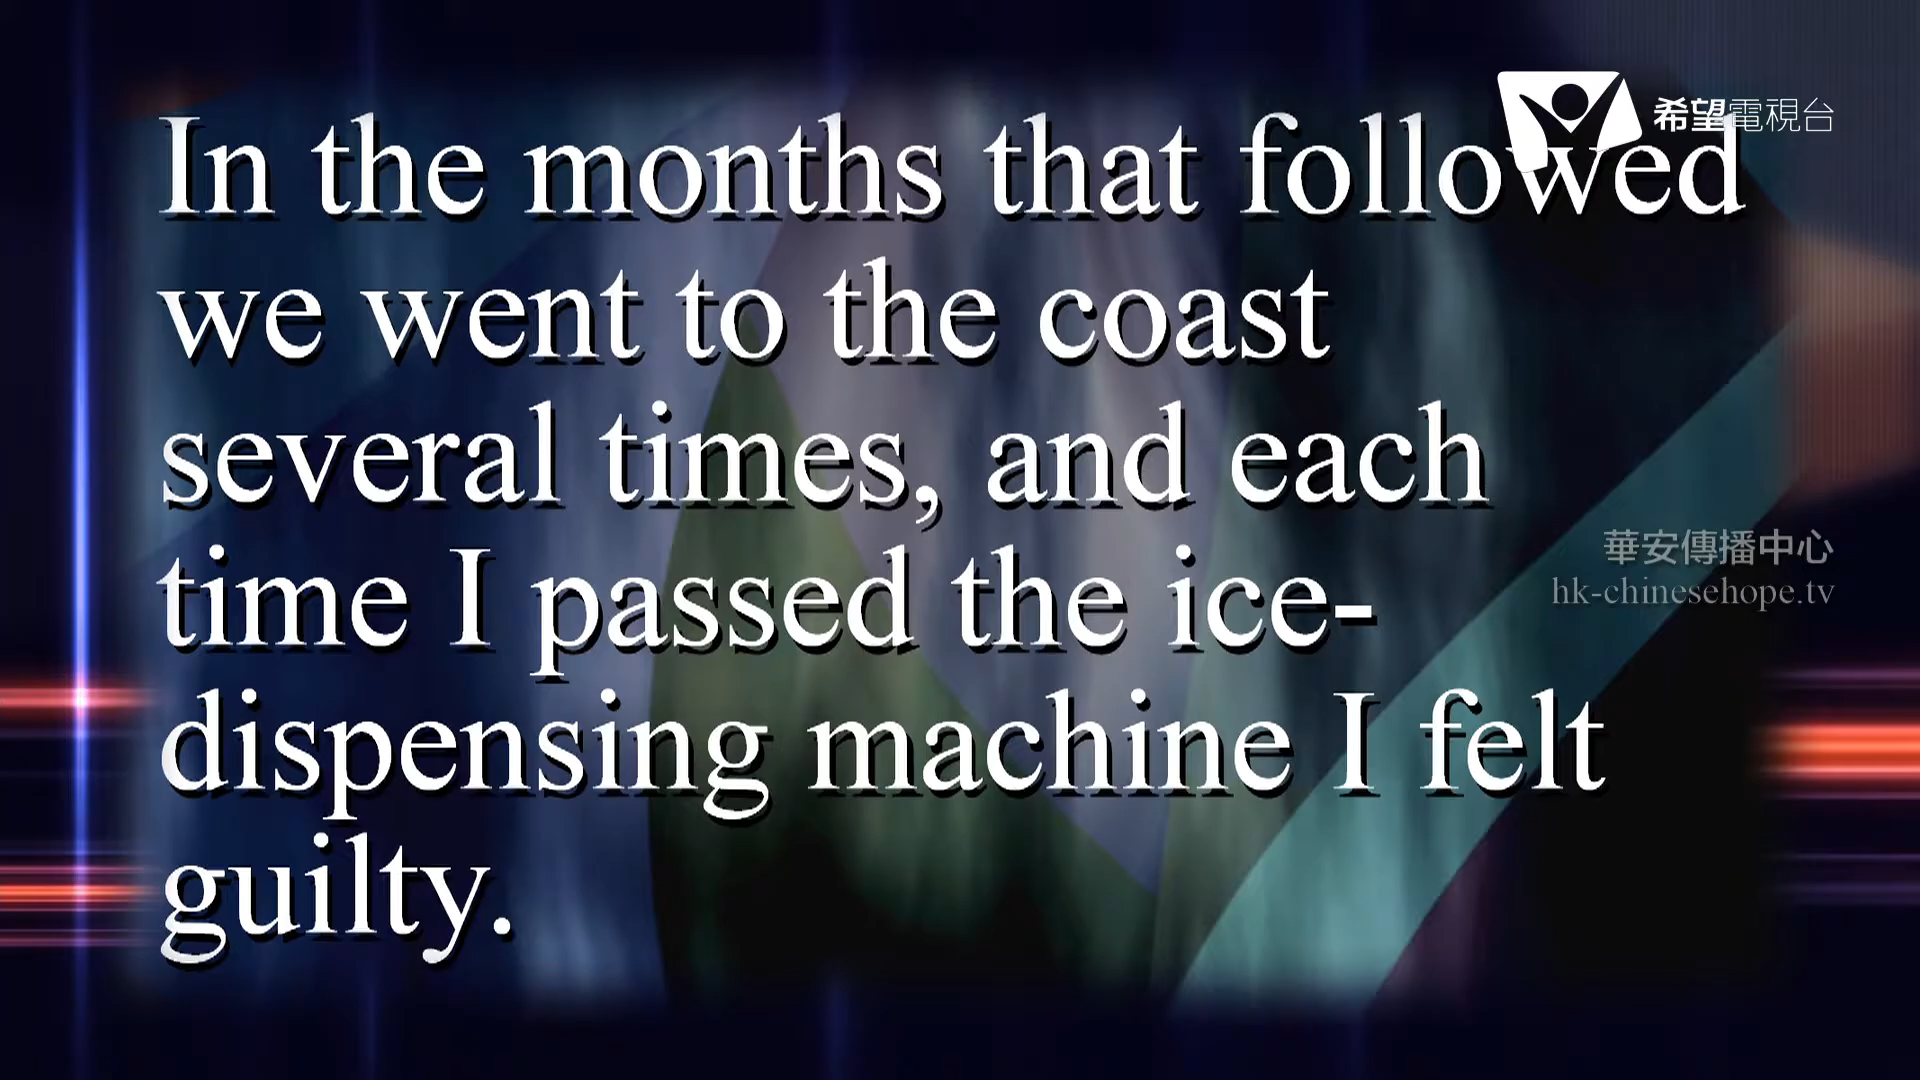 希望電視台
In the months that followed
we went to the coast
several times, and each
time I passed the ice-
dispensing machine I felt
guilty.
華安傳播中心
hk-chinesehope.tv